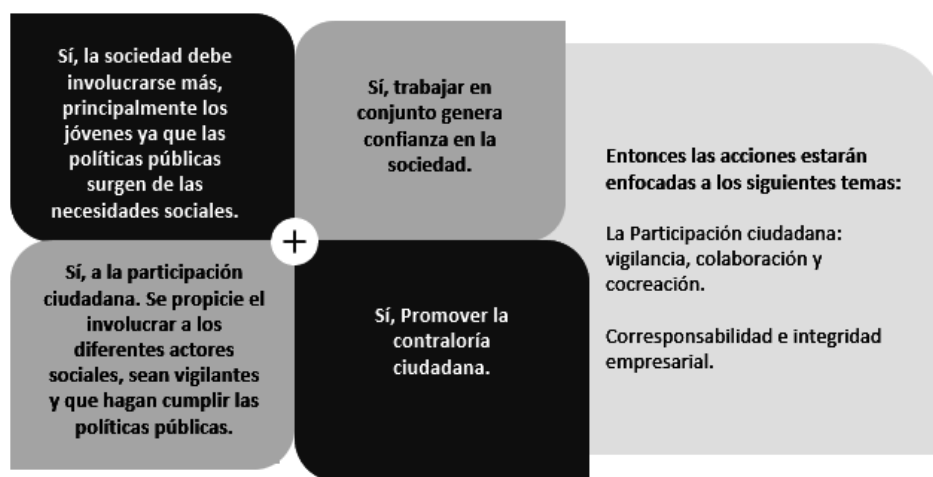 Sí, la sociedad debe
involucrarse más,
principalmente los
jóvenes ya que las
políticas públicas
surgen de las
necesidades sociales.
Sí, trabajar en
conjunto genera
confianza en la
sociedad.
Sí, a la participación
ciudadana. Se propicie el
involucrar a los
diferentes actores
sociales, sean vigilantes
y que hagan cumplir las
políticas públicas.
Sí, Promover la
contraloría
ciudadana.
Entonces las acciones estarán
enfocadas a los siguientes temas:
La Participación ciudadana:
vigilancia, colaboración y
cocreación.
Corresponsabilidad e integridad
empresarial.